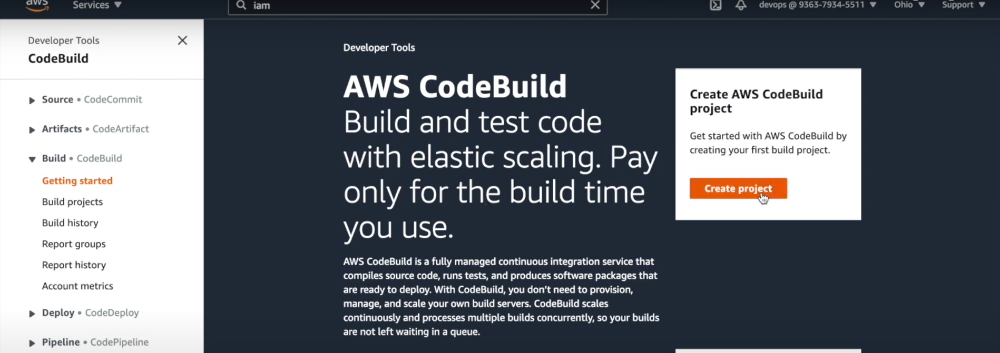 aws
Services
iam
devops @ 9363-7934-5511
Ohio
Support
Developer Tools
CodeBuild
Source • CodeCommit
Artifacts • CodeArtifact
Build • CodeBuild
Getting started
Build projects
Build history
Report groups
Report history
Account metrics
Deploy • CodeDeploy
Pipeline • CodePipeline
Developer Tools
AWS CodeBuild
Build and test code
with elastic scaling. Pay
only for the build time
you use.
AWS CodeBuild is a fully managed continuous integration service that
compiles source code, runs tests, and produces software packages that
are ready to deploy. With CodeBuild, you don’t need to provision,
manage, and scale your own build servers. CodeBuild scales
continuously and processes multiple builds concurrently, so your builds
are not left waiting in a queue.
Create AWS CodeBuild
project
Get started with AWS CodeBuild by
creating your first build project.
Create project